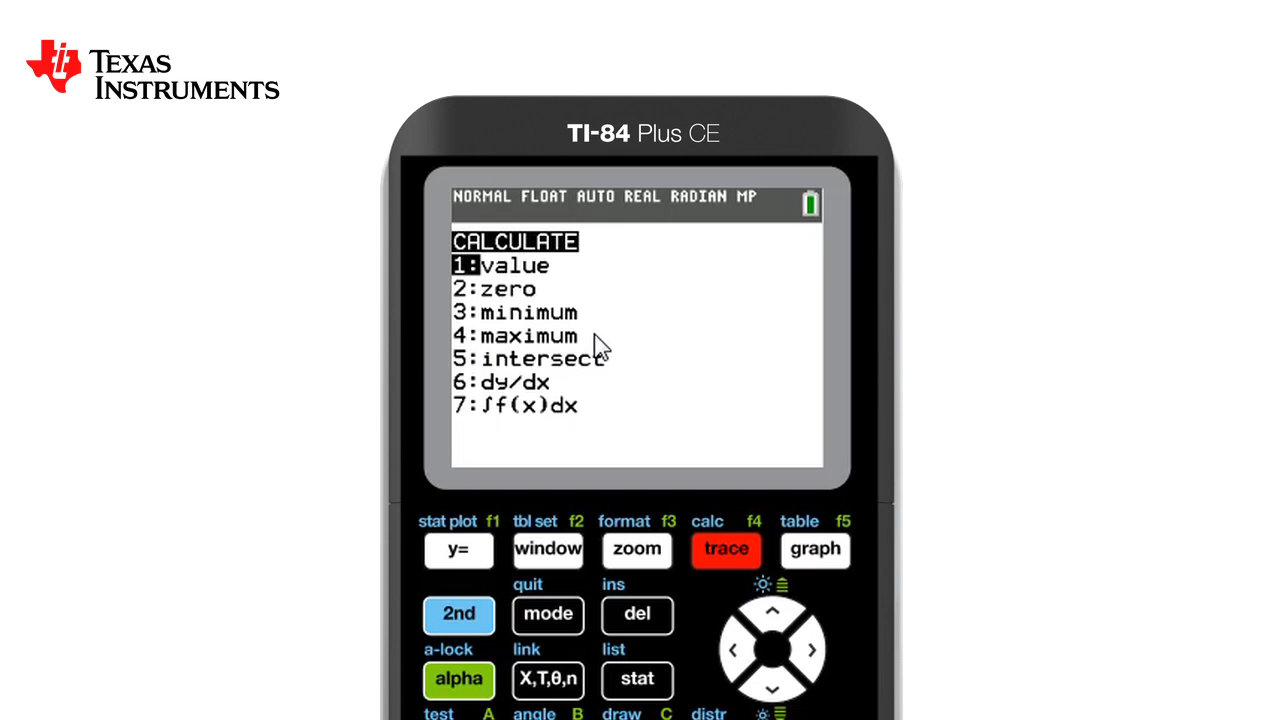 TEXAS
INSTRUMENTS
TI-84 Plus CE
NORMAL FLOAT AUTO REAL RADIAN MP
CALCULATE
1:value
2:zero
3:minimum
4:maximum
5:intersect
6:dy/dx
7:∫f(x)dx
stat plot f1 tbl set f2 format f3 calc f4 table f5
y= window zoom trace graph
quit ins
2nd mode del
a-lock link list
alpha X,T,θ,n stat
test A angle B draw C distr